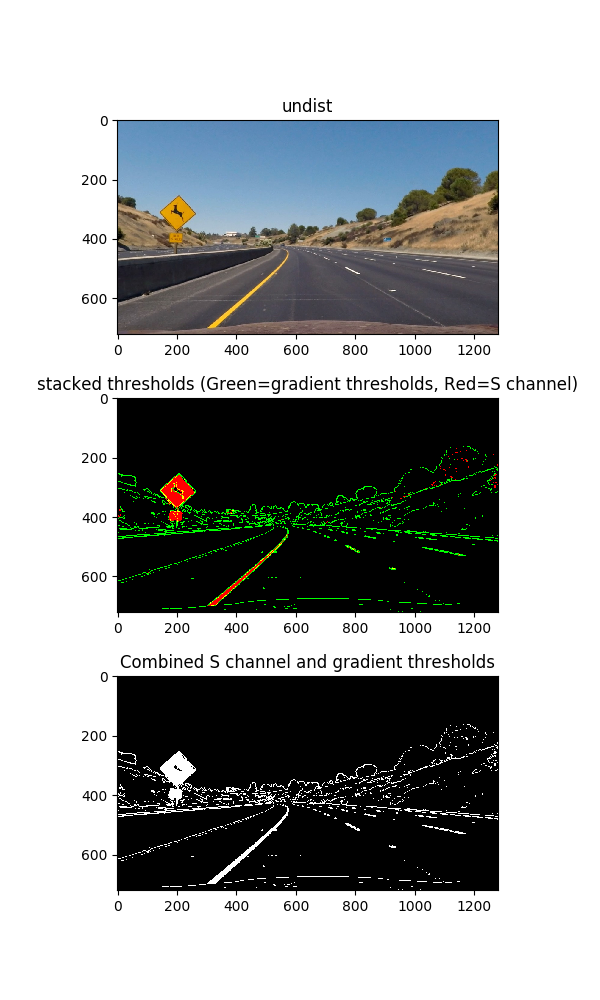 undist
0
200
400
600
0 200 400 600 800 1000 1200
stacked thresholds (Green=gradient thresholds, Red=S channel)
0
200
400
600
0 200 400 600 800 1000 1200
Combined S channel and gradient thresholds
0
200
400
600
0 200 400 600 800 1000 1200